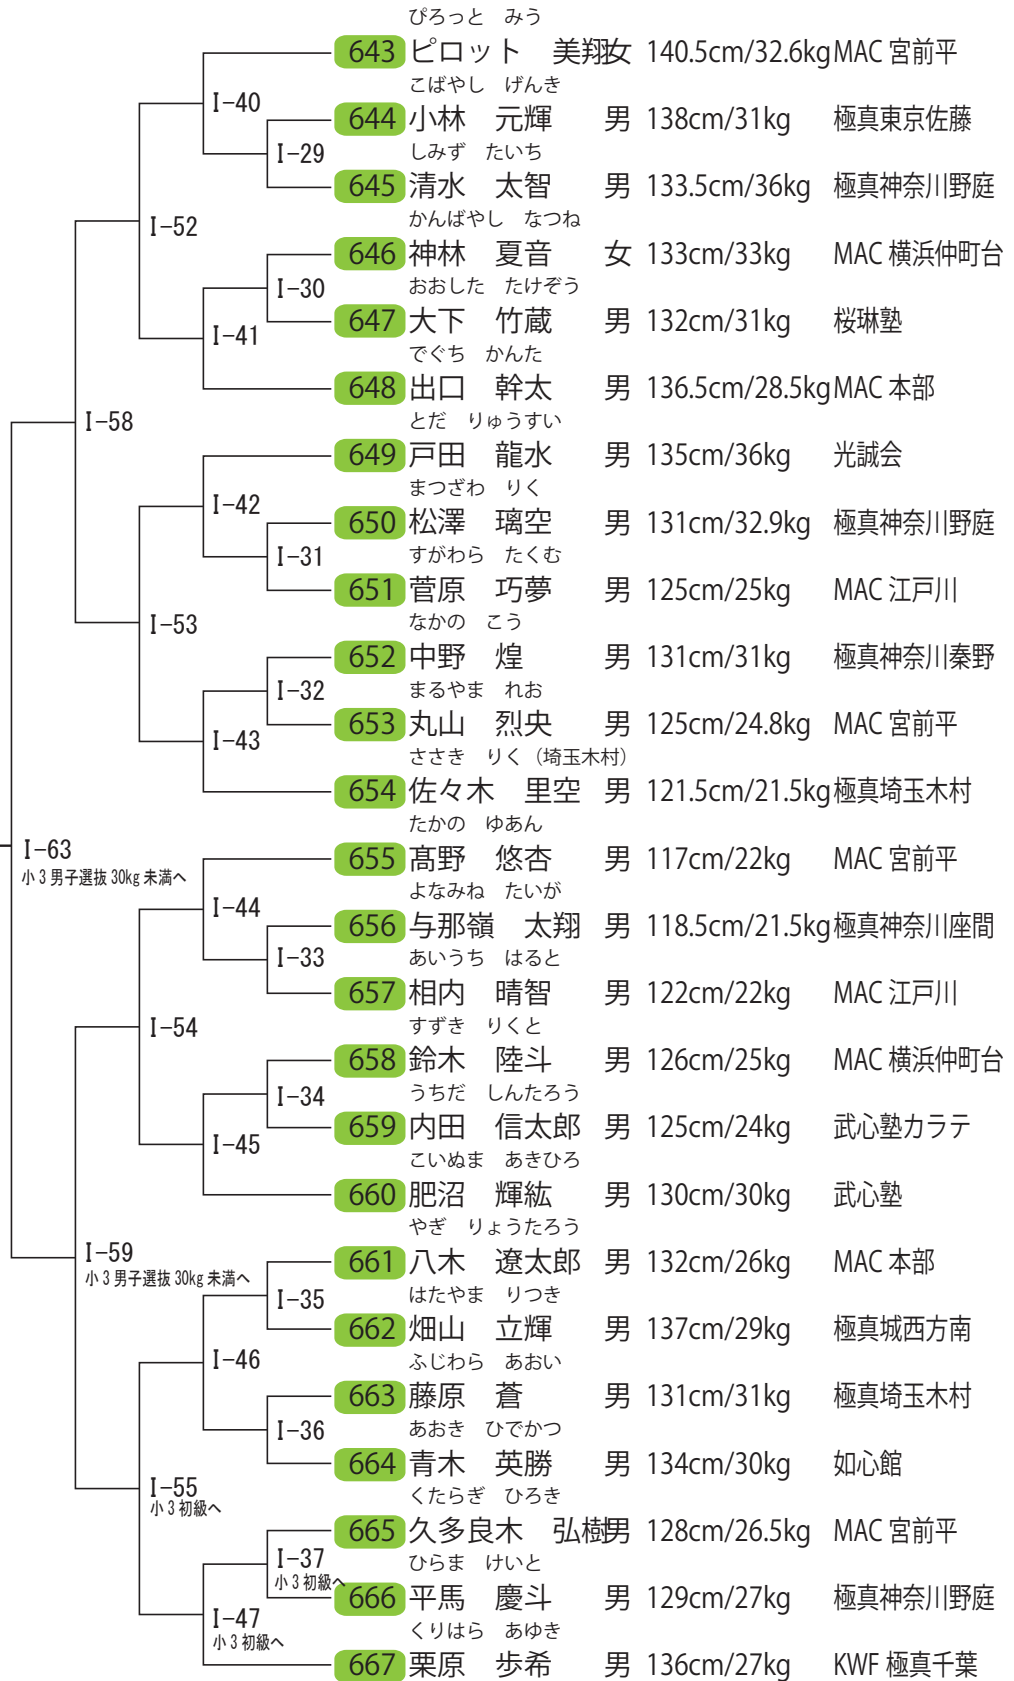 ぴろっと　みう
643 ピロット　美翔 女 140.5cm/32.6kg MAC 宮前平
こばやし　げんき
I-40
644 小林　元輝 男 138cm/31kg 極真東京佐藤
I-29
しみず　たいち
645 清水　太智 男 133.5cm/36kg 極真神奈川野庭
かんばやし　なつね
I-52
646 神林　夏音 女 133cm/33kg MAC 横浜仲町台
I-30
おおした　たけぞう
647 大下　竹蔵 男 132cm/31kg 桜琳塾
I-41
でぐち　かんた
648 出口　幹太 男 136.5cm/28.5kg MAC 本部
I-58
とだ　りゅうすい
649 戸田　龍水 男 135cm/36kg 光誠会
まつざわ　りく
I-42
650 松澤　璃空 男 131cm/32.9kg 極真神奈川野庭
I-31
すがわら　たくむ
651 菅原　巧夢 男 125cm/25kg MAC 江戸川
I-53
なかの　こう
652 中野　煌 男 131cm/31kg 極真神奈川秦野
I-32
まるやま　れお
653 丸山　烈央 男 125cm/24.8kg MAC 宮前平
I-43
ささき　りく（埼玉木村）
654 佐々木　里空 男 121.5cm/21.5kg 極真埼玉木村
たかの　ゆあん
I-63
655 髙野　悠杏 男 117cm/22kg MAC 宮前平
小 3 男子選抜 30kg 未満へ
よなみね　たいが
I-44
656 与那嶺　太翔 男 118.5cm/21.5kg 極真神奈川座間
I-33
あいうち　はると
657 相内　晴智 男 122cm/22kg MAC 江戸川
I-54
すずき　りくと
658 鈴木　陸斗 男 126cm/25kg MAC 横浜仲町台
I-34
うちだ　しんたろう
659 内田　信太郎 男 125cm/24kg 武心塾カラテ
I-45
こいぬま　あきひろ
660 肥沼　輝紘 男 130cm/30kg 武心塾
やぎ　りょうたろう
I-59
661 八木　遼太郎 男 132cm/26kg MAC 本部
小 3 男子選抜 30kg 未満へ
I-35
はたやま　りつき
662 畑山　立輝 男 137cm/29kg 極真城西方南
I-46
ふじわら　あおい
663 藤原　蒼 男 131cm/31kg 極真埼玉木村
I-36
あおき　ひでかつ
664 青木　英勝 男 134cm/30kg 如心館
I-55
小 3 初級へ
くたらぎ　ひろき
665 久多良木　弘樹 男 128cm/26.5kg MAC 宮前平
I-37
小 3 初級へ
ひらま　けいと
666 平馬　慶斗 男 129cm/27kg 極真神奈川野庭
I-47
小 3 初級へ
くりはら　あゆき
667 栗原　歩希 男 136cm/27kg KWF 極真千葉